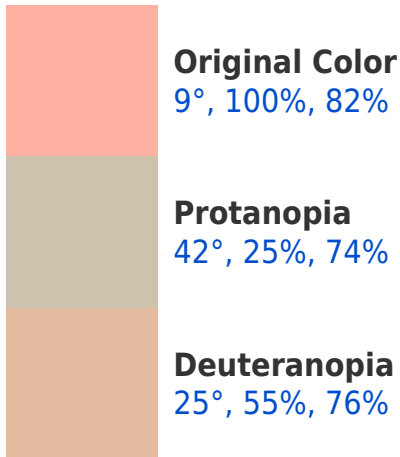 Original Color
9°, 100%, 82%
Protanopia
42°, 25%, 74%
Deuteranopia
25°, 55%, 76%